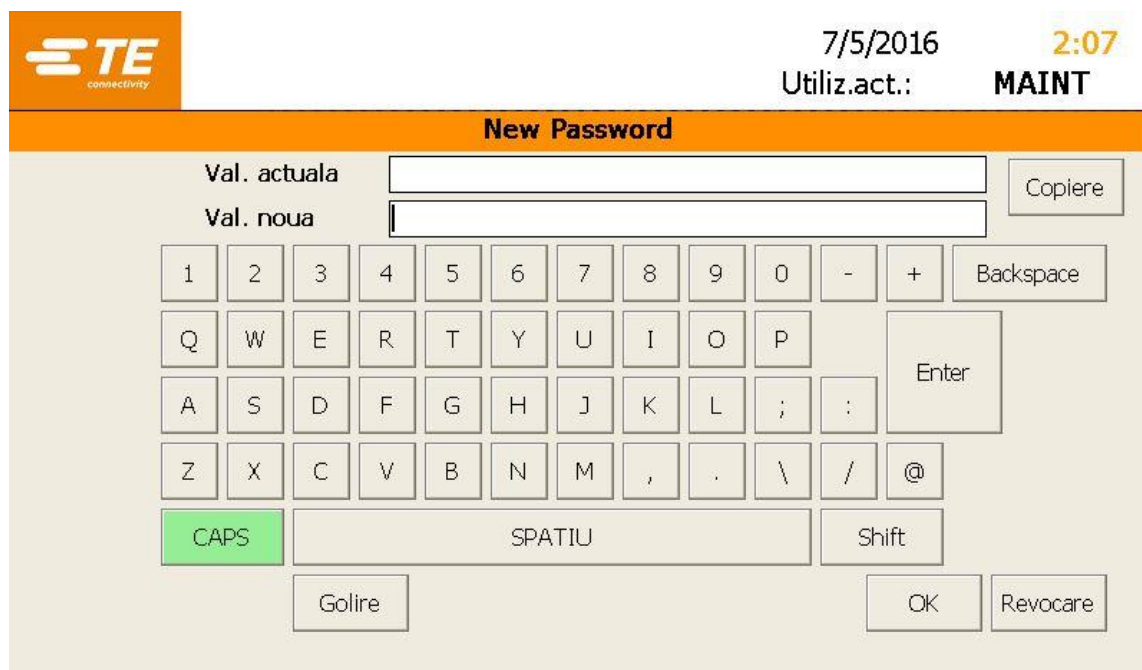 TE
connectivity
7/5/2016 2:07
Utiliz.act.: MAINT
New Password
Val. actuala
Copiere
Val. noua
1 2 3 4 5 6 7 8 9 0 - + Backspace
Q W E R T Y U I O P
Enter
A S D F G H J K L ; :
Z X C V B N M , . \ / @
CAPS SPATIU Shift
Golire OK Revocare